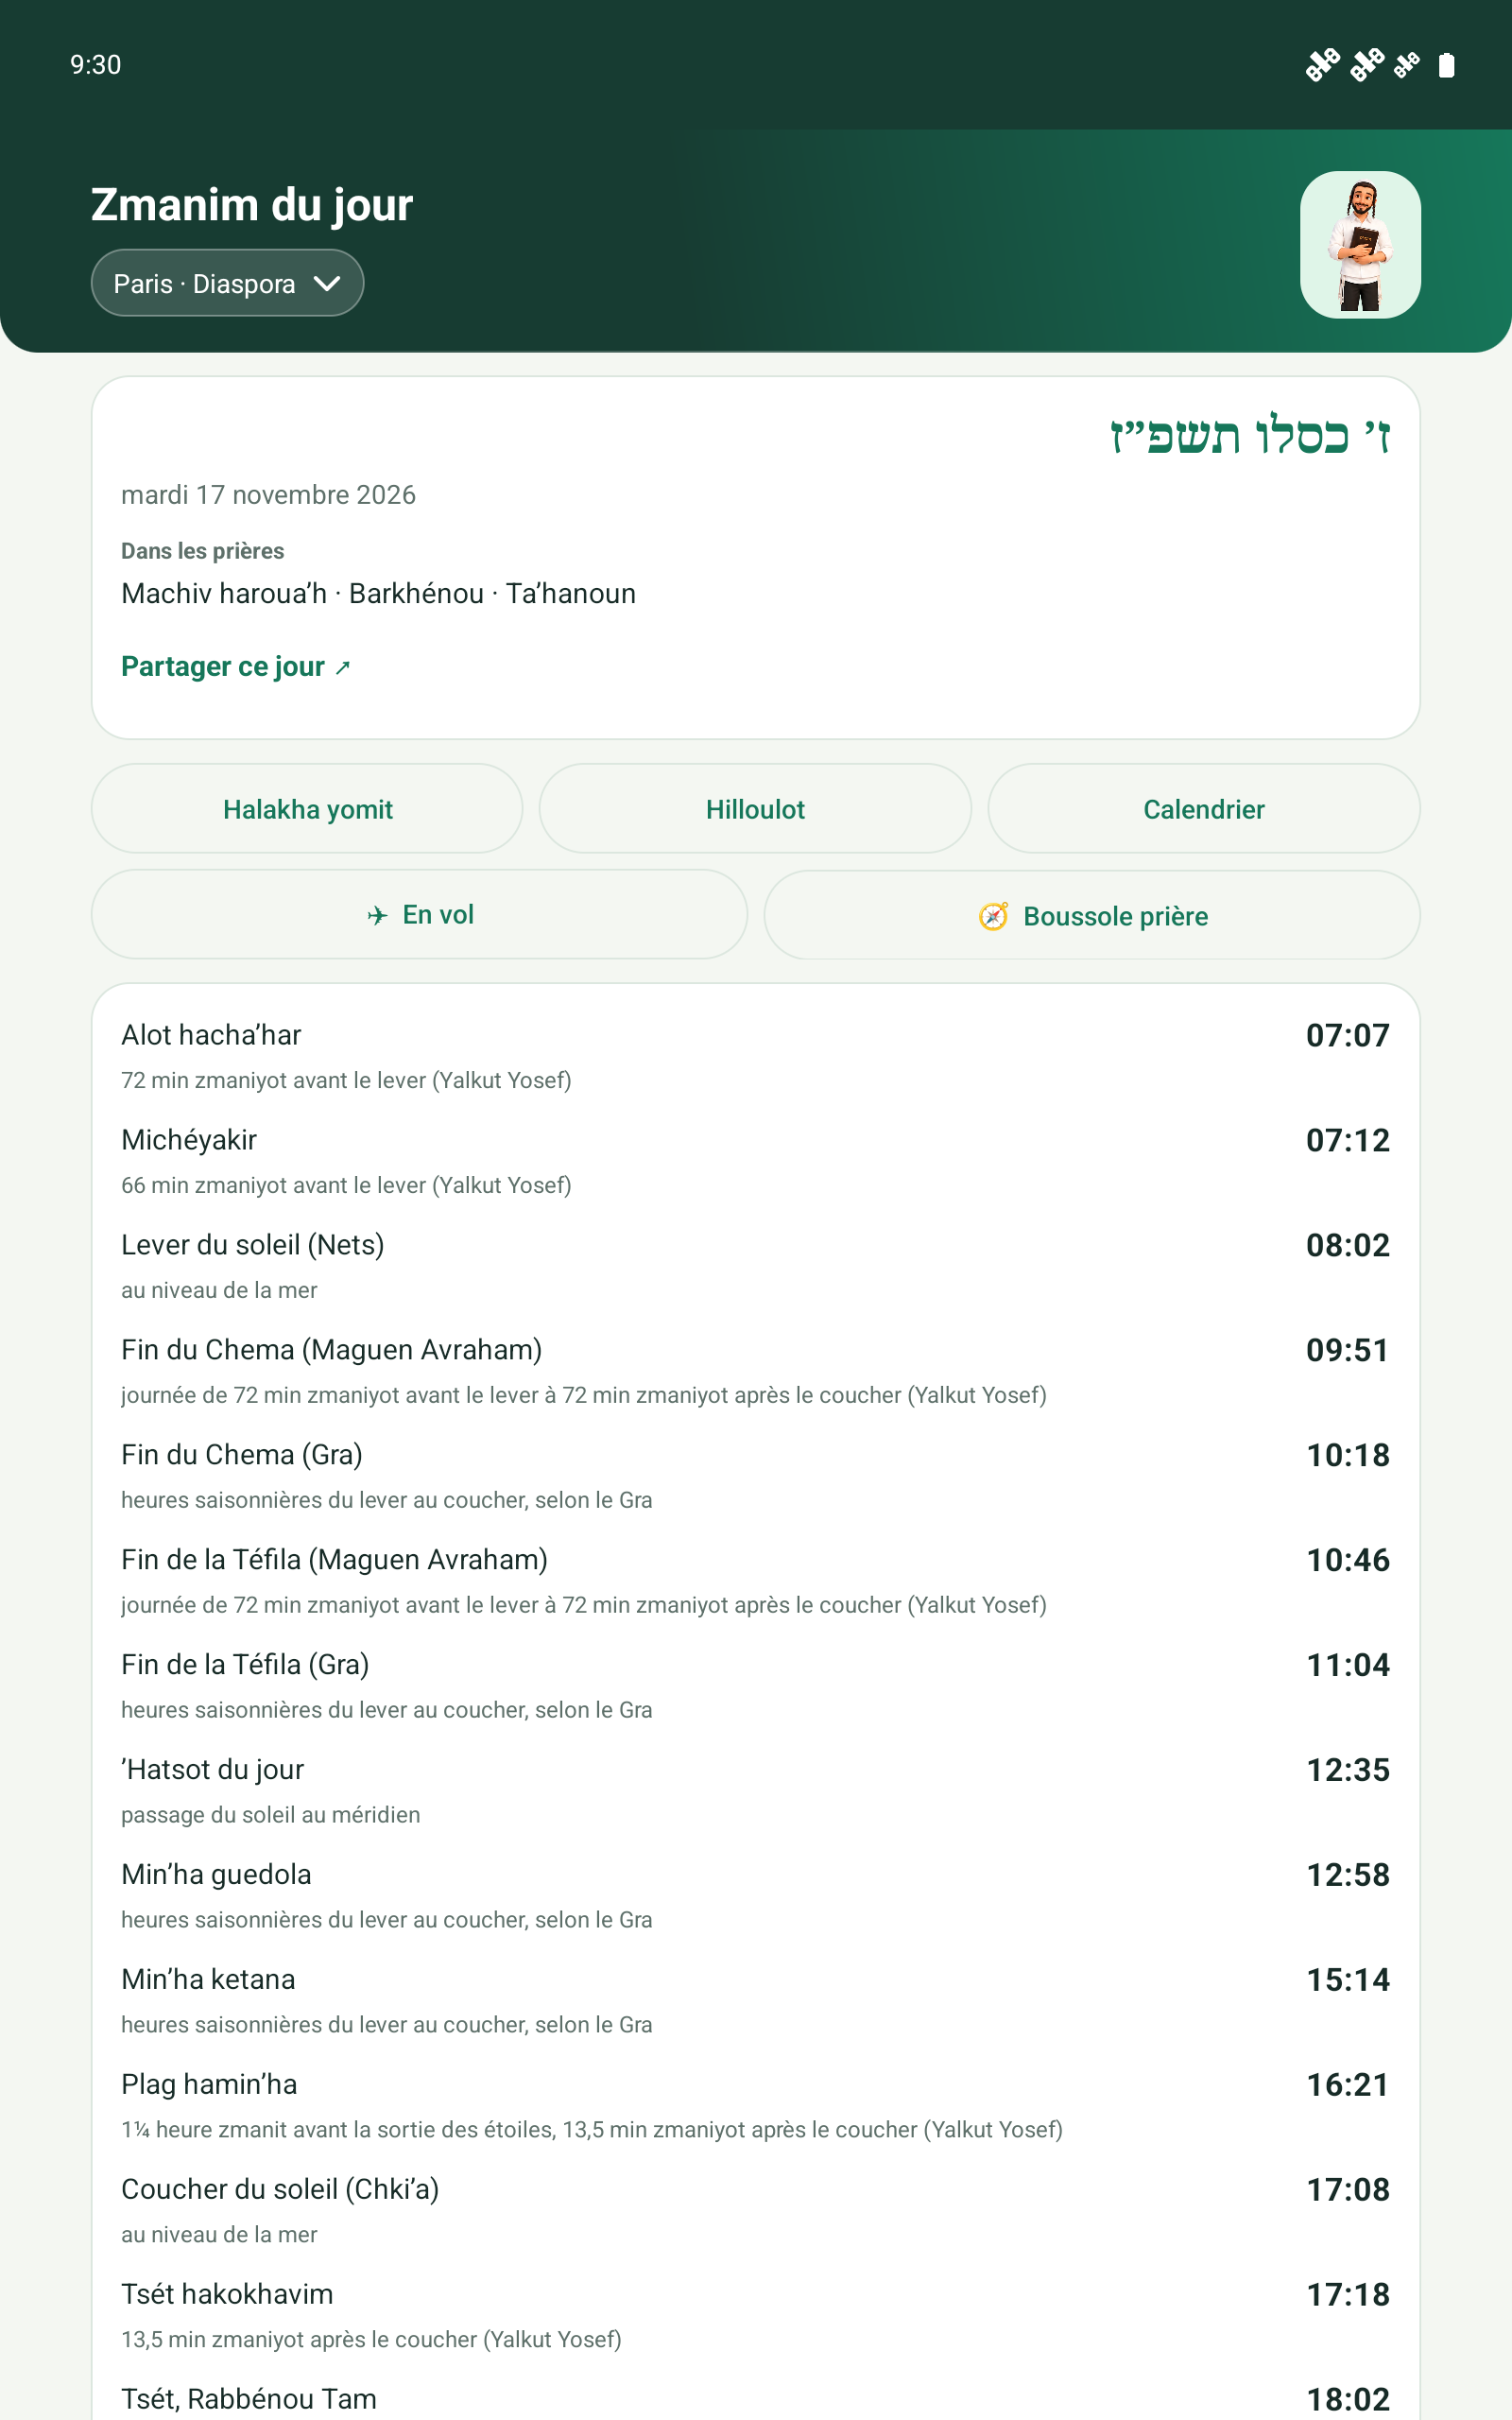 9:30
Zmanim du jour
Paris · Diaspora
ז׳ כסלו תשפ״ז
mardi 17 novembre 2026
Dans les prières
Machiv haroua’h · Barkhénou · Ta’hanoun
Partager ce jour ↗
Halakha yomit
Hilloulot
Calendrier
✈ En vol
🧭 Boussole prière
Alot hacha’har 07:07
72 min zmaniyot avant le lever (Yalkut Yosef)
Michéyakir 07:12
66 min zmaniyot avant le lever (Yalkut Yosef)
Lever du soleil (Nets) 08:02
au niveau de la mer
Fin du Chema (Maguen Avraham) 09:51
journée de 72 min zmaniyot avant le lever à 72 min zmaniyot après le coucher (Yalkut Yosef)
Fin du Chema (Gra) 10:18
heures saisonnières du lever au coucher, selon le Gra
Fin de la Téfila (Maguen Avraham) 10:46
journée de 72 min zmaniyot avant le lever à 72 min zmaniyot après le coucher (Yalkut Yosef)
Fin de la Téfila (Gra) 11:04
heures saisonnières du lever au coucher, selon le Gra
’Hatsot du jour 12:35
passage du soleil au méridien
Min’ha guedola 12:58
heures saisonnières du lever au coucher, selon le Gra
Min’ha ketana 15:14
heures saisonnières du lever au coucher, selon le Gra
Plag hamin’ha 16:21
1¼ heure zmanit avant la sortie des étoiles, 13,5 min zmaniyot après le coucher (Yalkut Yosef)
Coucher du soleil (Chki’a) 17:08
au niveau de la mer
Tsét hakokhavim 17:18
13,5 min zmaniyot après le coucher (Yalkut Yosef)
Tsét, Rabbénou Tam 18:02